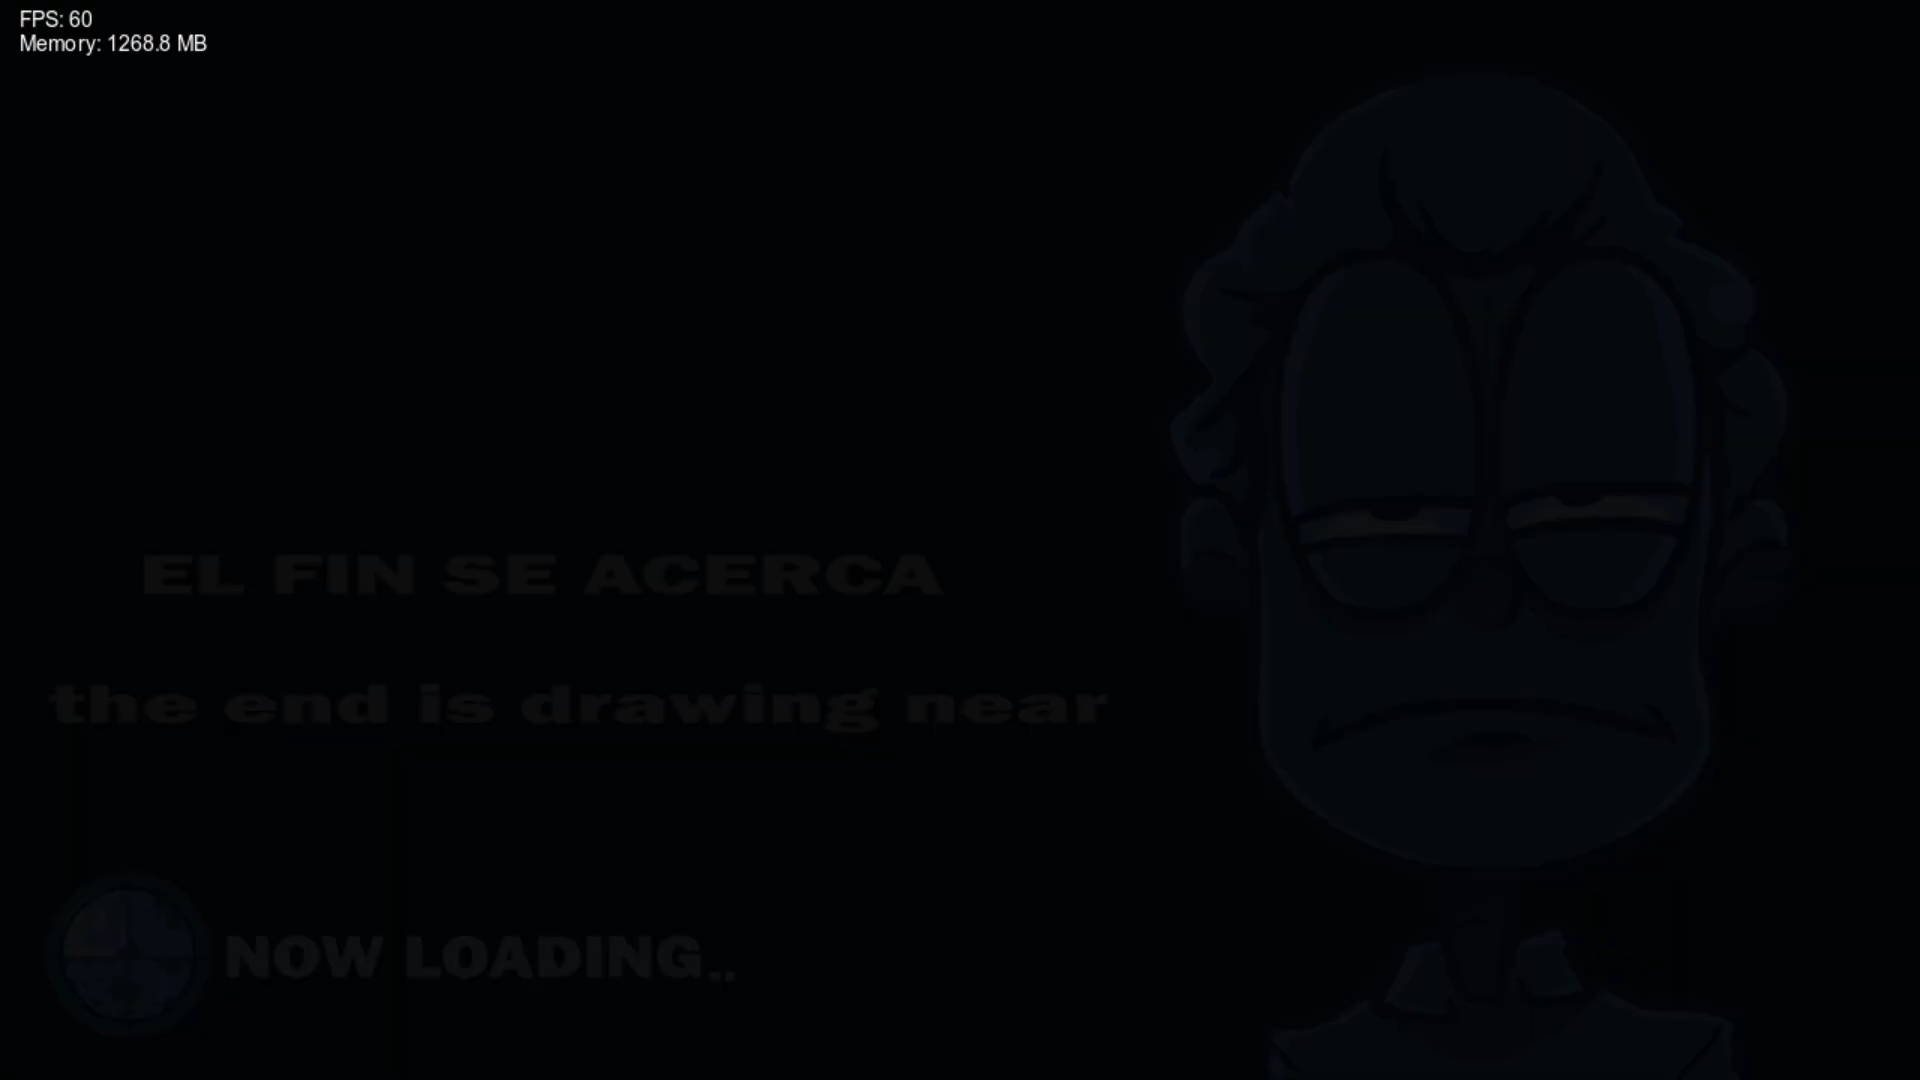 FPS: 60
Memory: 1268.8 MB
EL FIN SE ACERCA
the end is drawing near
NOW LOADING..